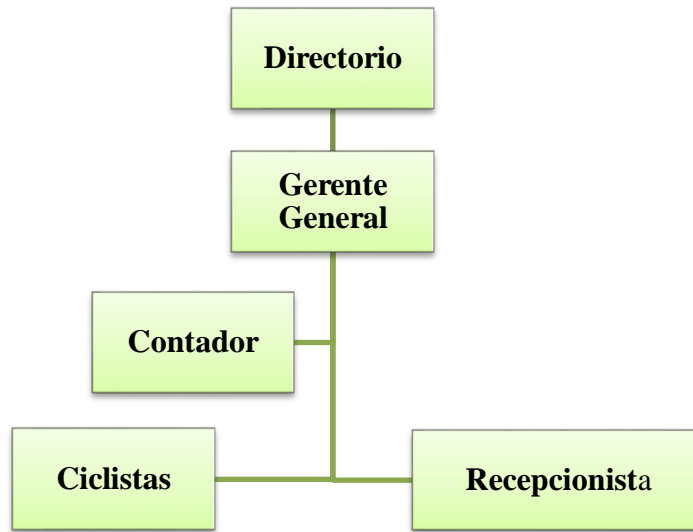 Directorio
Gerente
General
Contador
Ciclistas
Recepcionista